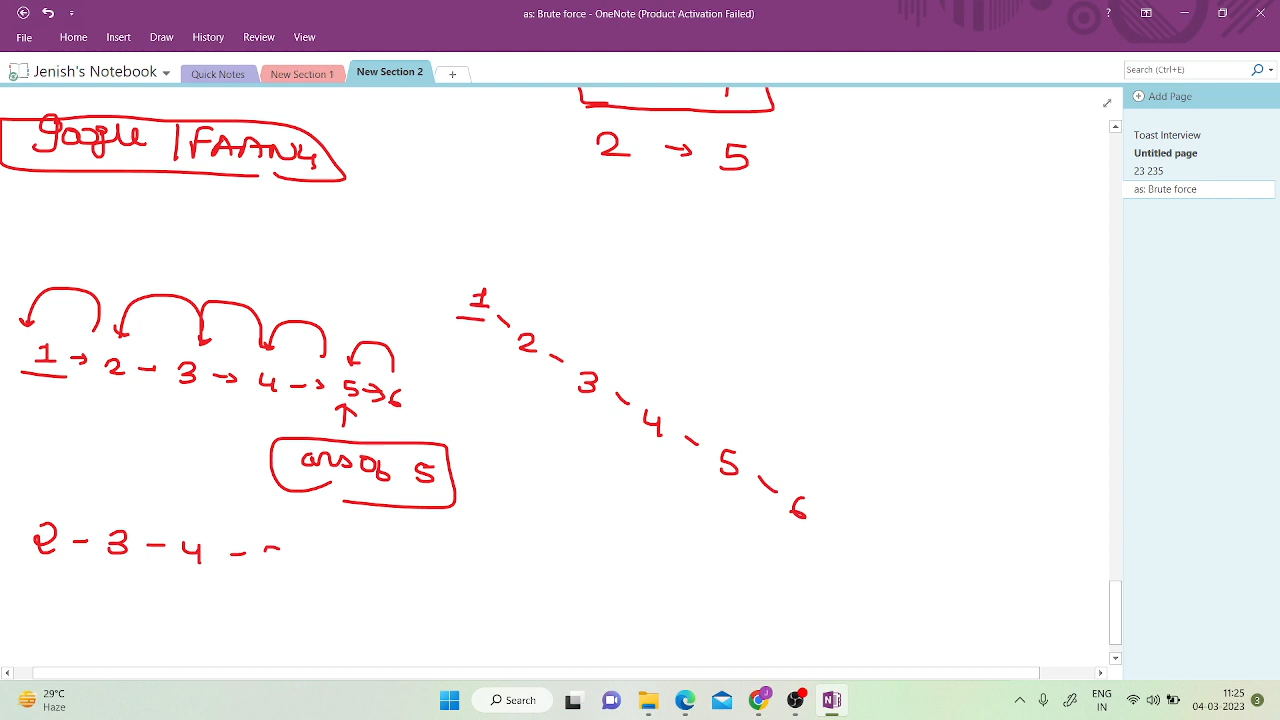 as: Brute force - OneNote (Product Activation Failed)
?
File Home Insert Draw History Review View
Jenish's Notebook Quick Notes New Section 1 New Section 2 +
Search (Ctrl+E)
Add Page
Toast Interview
Untitled page
23 235
as: Brute force
google | FAANG
2 → 5
1 → 2 - 3 → 4 → 5 → 6
ans of 5
2 - 3 - 4 -
1
2
3
4
5
6
29°C
Haze
Search
ENG
IN
11:25
04-03-2023
3